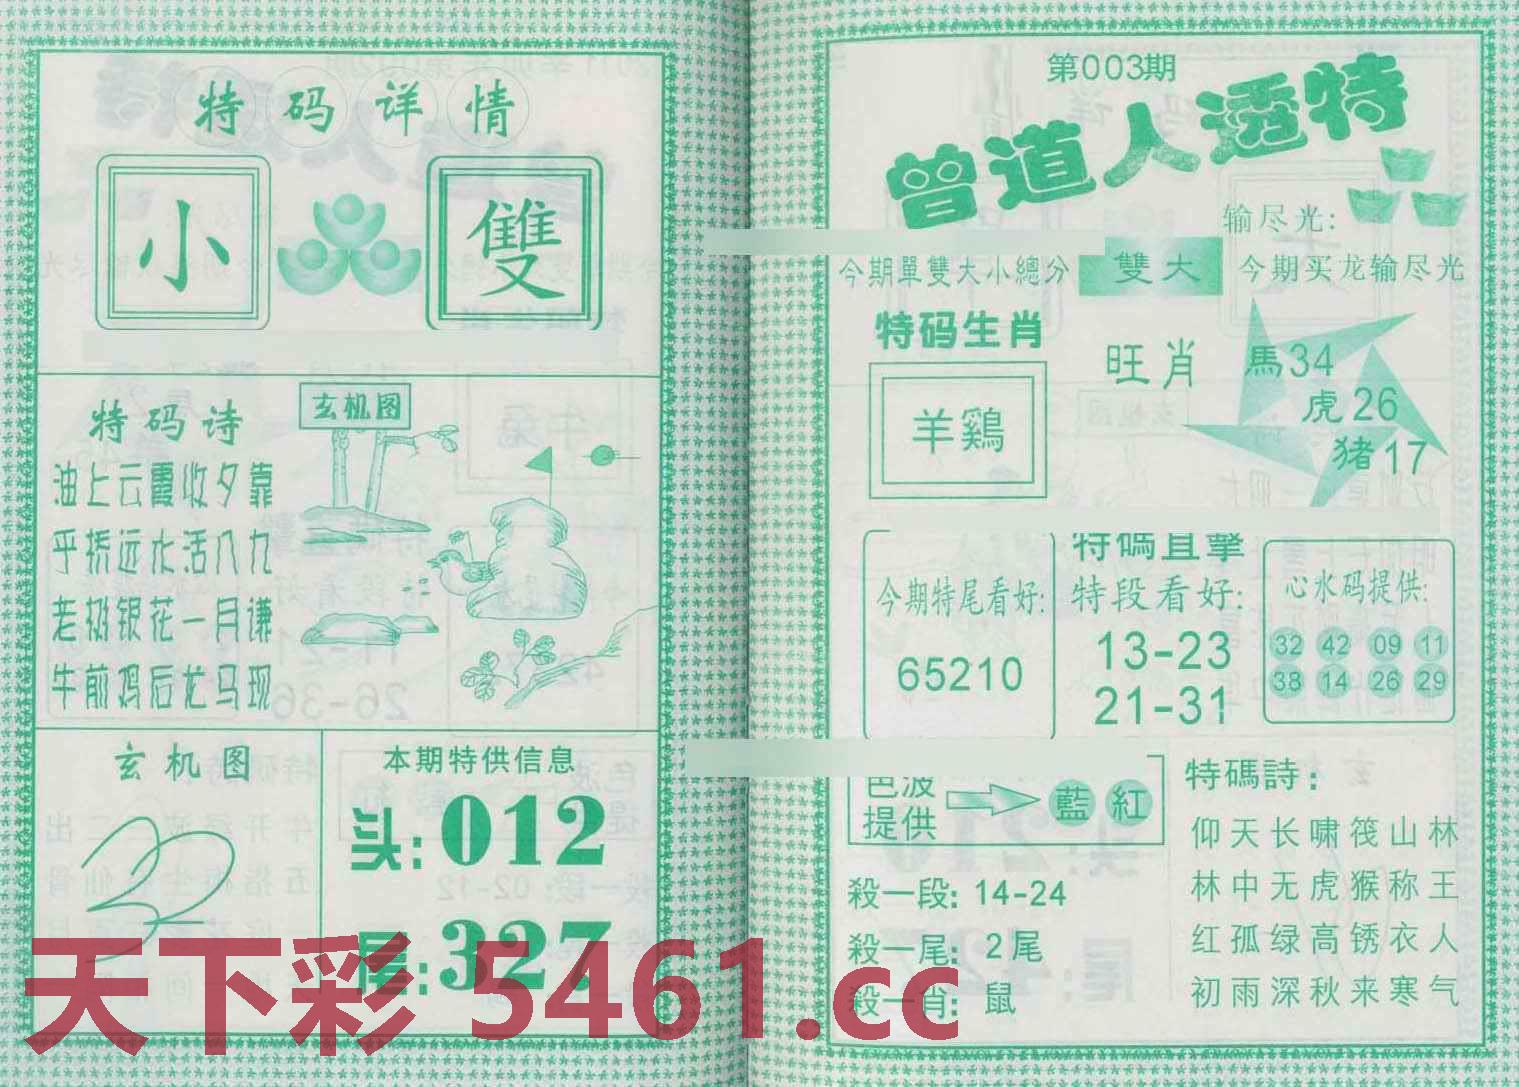 特码详情
小 雙
特码诗
油上云霞收夕靠
平桥远水活八九
老极银花一月谦
牛前鸡后龙马现
玄机图
玄机图
本期特供信息
头:012
尾:327
第003期
曾道人透特
输尽光:
今期單雙大小總分 雙大 今期买龙输尽光
特码生肖
羊鷄
旺肖
馬34
虎26
猪17
今期特尾看好:
65210
特碼直擊
特段看好:
13-23
21-31
心水码提供:
32 42 09 11
38 14 26 29
色波
提供
藍 紅
殺一段: 14-24
殺一尾: 2尾
殺一肖: 鼠
特碼詩:
仰天长啸筏山林
林中无虎猴称王
红孤绿高锈衣人
初雨深秋来寒气
天下彩 5461.cc